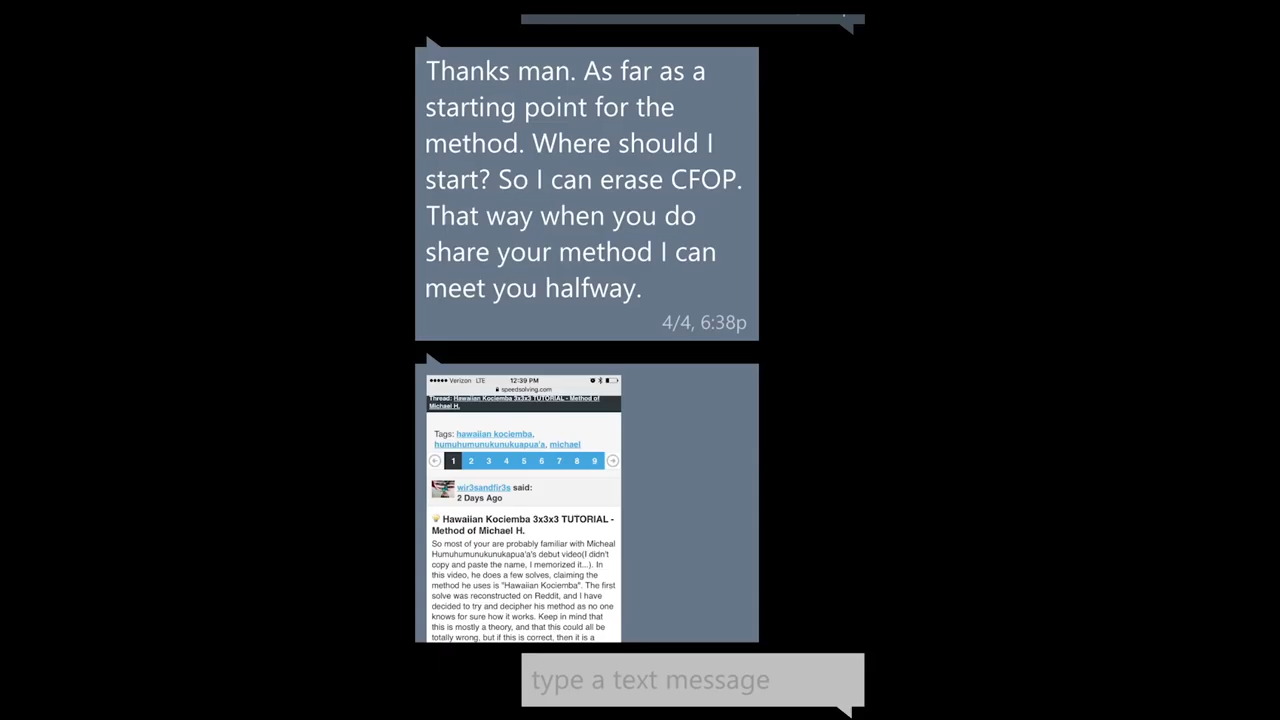 Thanks man. As far as a
starting point for the
method. Where should I
start? So I can erase CFOP.
That way when you do
share your method I can
meet you halfway.
4/4, 6:38p
Verizon LTE 12:39 PM
speedsolving.com
Thread: Hawaiian Kociemba 3x3x3 TUTORIAL - Method of
Michael H.
Tags: hawaiian kociemba,
humuhumunukunukuapua'a, michael
1 2 3 4 5 6 7 8 9
wir3sandfir3s said:
2 Days Ago
Hawaiian Kociemba 3x3x3 TUTORIAL -
Method of Michael H.
So most of your are probably familiar with Micheal
Humuhumunukunukapua'a's debut video(I didn't
copy and paste the name, I memorized it...). In
this video, he does a few solves, claiming the
method he uses is "Hawaiian Kociemba". The first
solve was reconstructed on Reddit, and I have
decided to try and decipher his method as no one
knows for sure how it works. Keep in mind that
this is mostly a theory, and that this could all be
totally wrong, but if this is correct, then it is a
type a text message